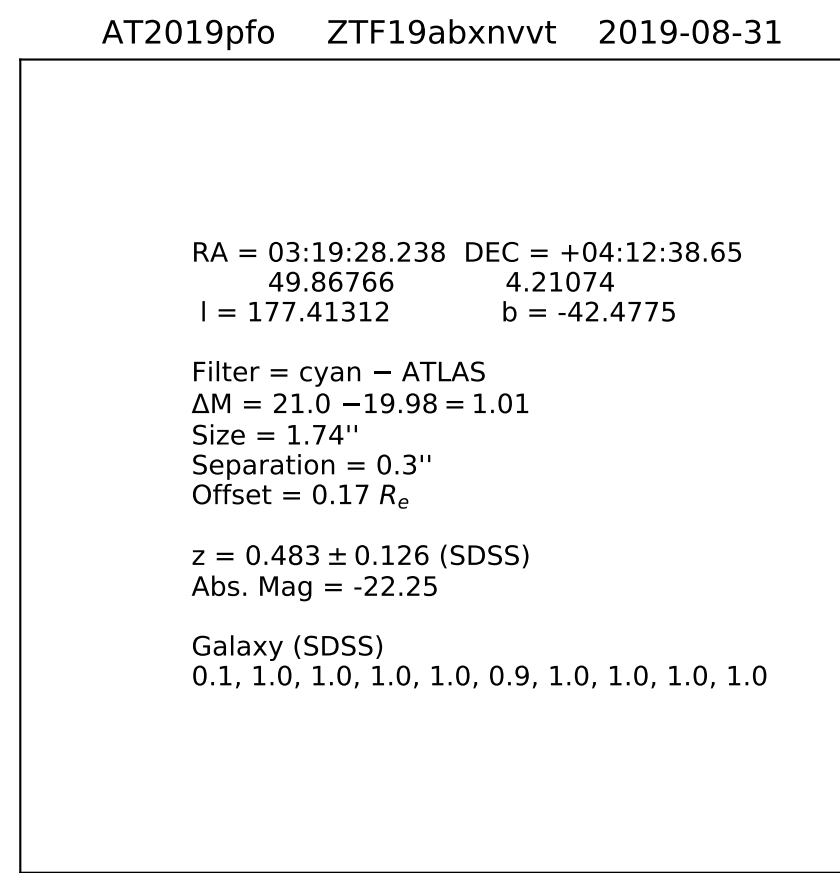 AT2019pfo ZTF19abxnvvt 2019-08-31
RA = 03:19:28.238 DEC = +04:12:38.65
49.86766 4.21074
l = 177.41312 b = -42.4775
Filter = cyan − ATLAS
ΔM = 21.0 −19.98 = 1.01
Size = 1.74''
Separation = 0.3''
Offset = 0.17 Rₑ
z = 0.483 ± 0.126 (SDSS)
Abs. Mag = -22.25
Galaxy (SDSS)
0.1, 1.0, 1.0, 1.0, 1.0, 0.9, 1.0, 1.0, 1.0, 1.0